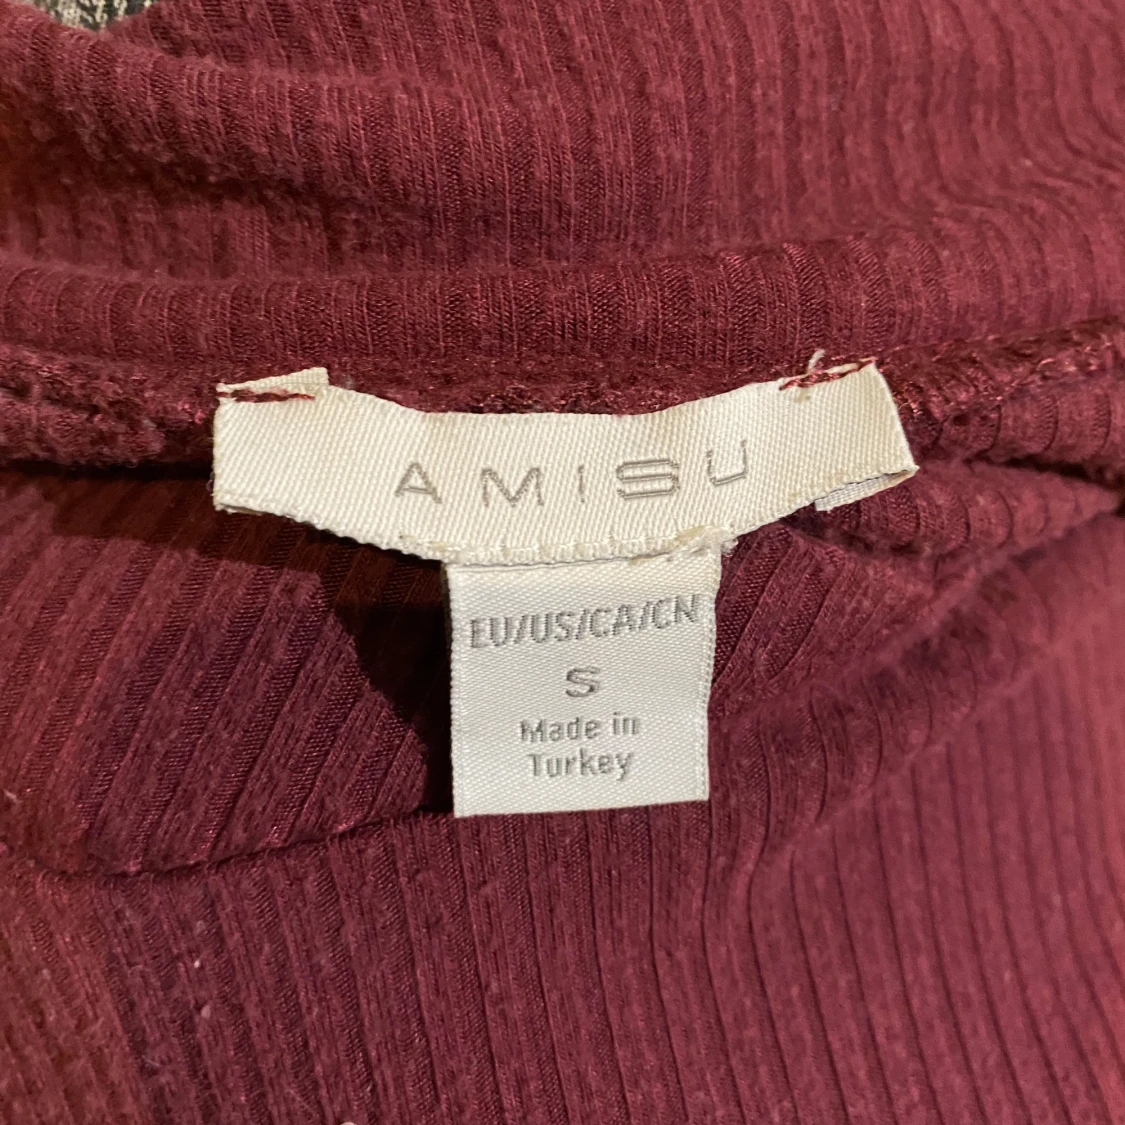 AMISU
EU/US/CA/CN
S
Made in
Turkey